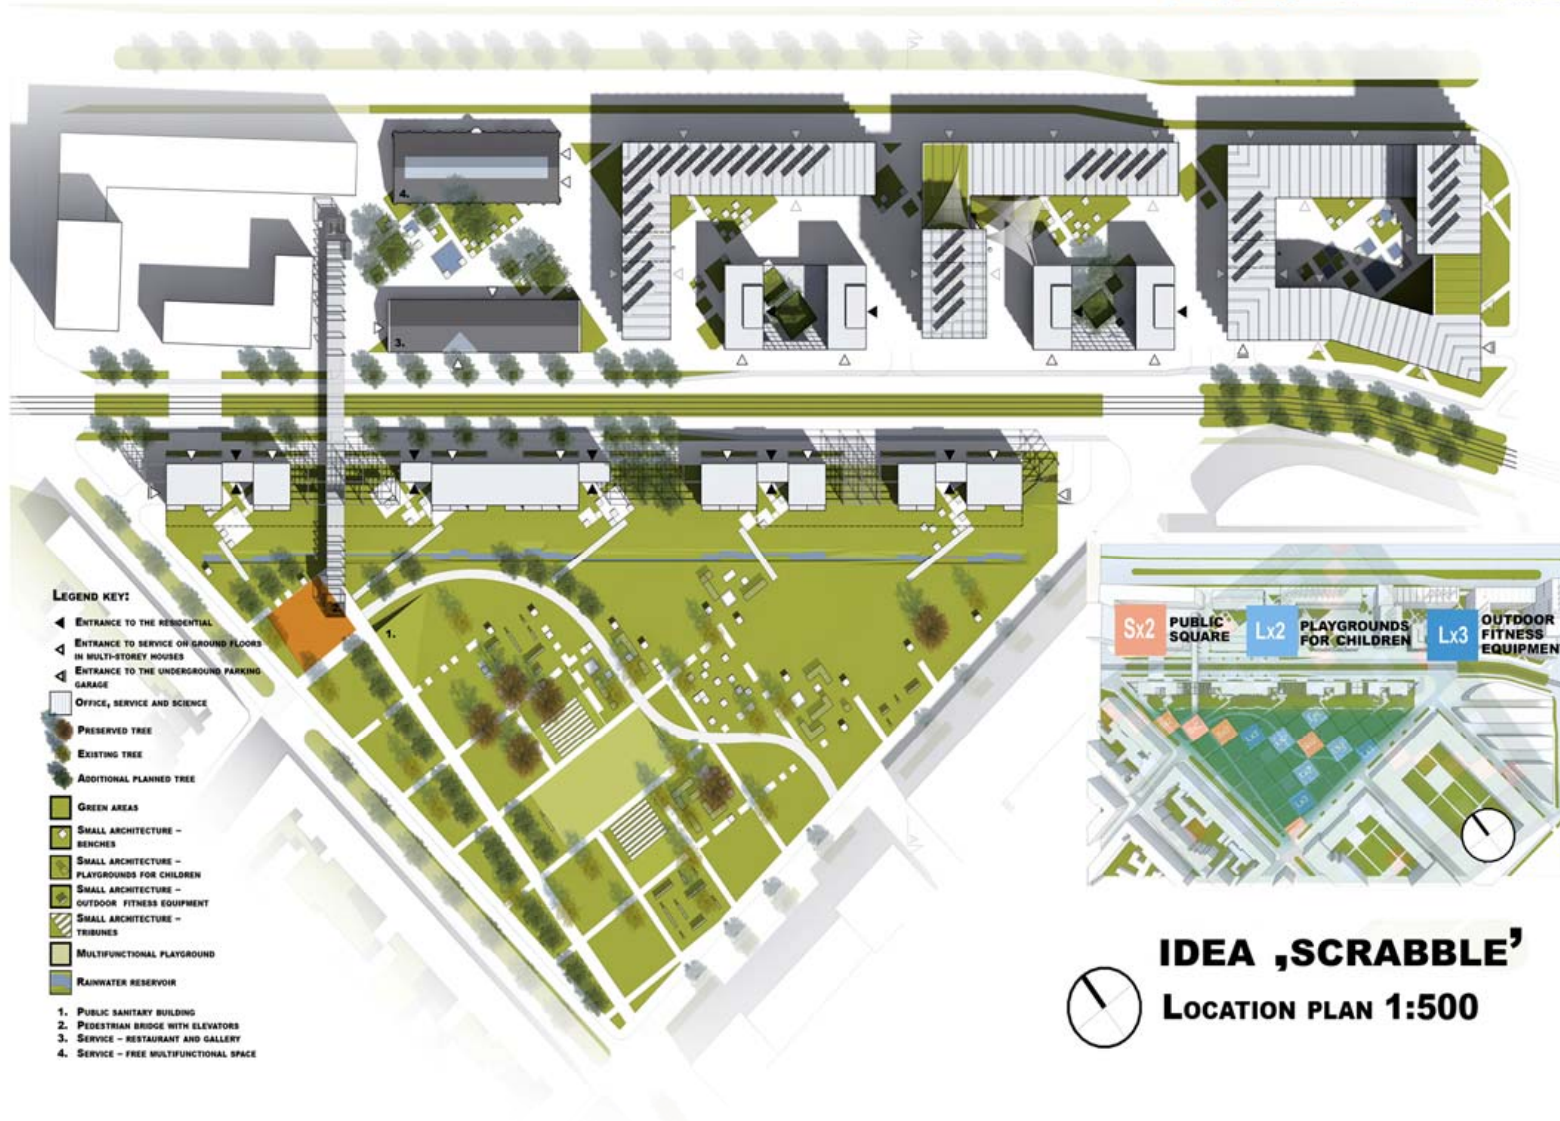 4.
3.
1.
LEGEND KEY:
ENTRANCE TO THE RESIDENTIAL
ENTRANCE TO SERVICE ON GROUND FLOORS
IN MULTI-STOREY HOUSES
ENTRANCE TO THE UNDERGROUND PARKING
GARAGE
OFFICE, SERVICE AND SCIENCE
PRESERVED TREE
EXISTING TREE
ADDITIONAL PLANNED TREE
GREEN AREAS
SMALL ARCHITECTURE –
BENCHES
SMALL ARCHITECTURE –
PLAYGROUNDS FOR CHILDREN
SMALL ARCHITECTURE –
OUTDOOR FITNESS EQUIPMENT
SMALL ARCHITECTURE –
TRIBUNES
MULTIFUNCTIONAL PLAYGROUND
RAINWATER RESERVOIR
1. PUBLIC SANITARY BUILDING
2. PEDESTRIAN BRIDGE WITH ELEVATORS
3. SERVICE – RESTAURANT AND GALLERY
4. SERVICE – FREE MULTIFUNCTIONAL SPACE
Sx2
PUBLIC
SQUARE
Lx2
PLAYGROUNDS
FOR CHILDREN
Lx3
OUTDOOR
FITNESS
EQUIPMEN
IDEA „SCRABBLE’
LOCATION PLAN 1:500